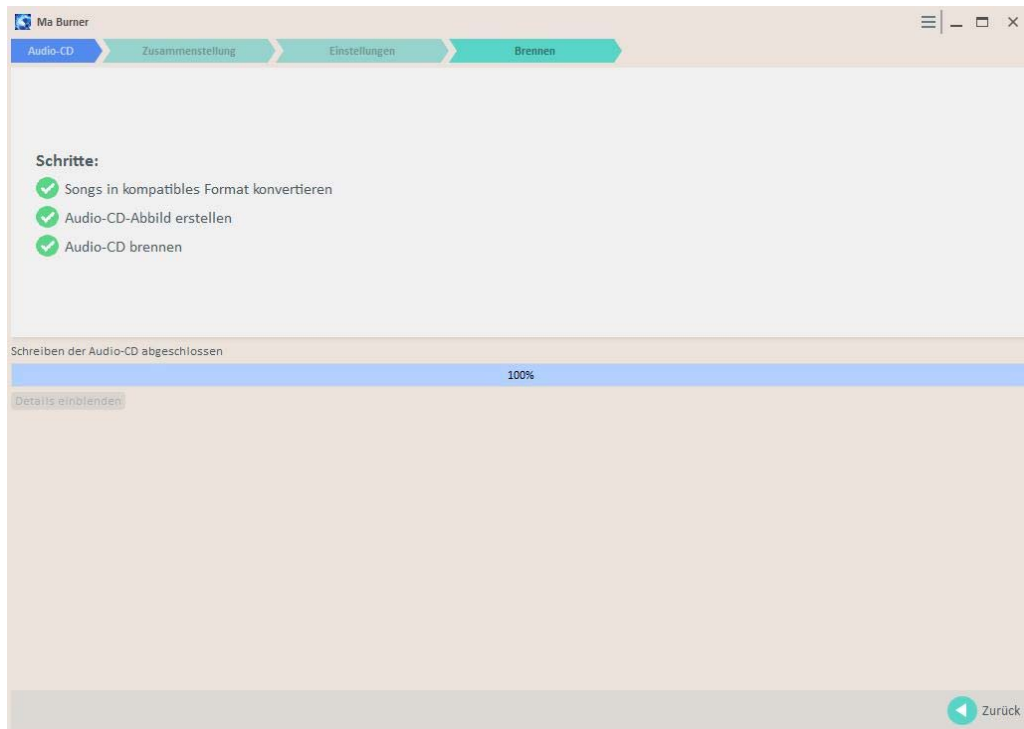 Ma Burner
Audio-CD Zusammenstellung Einstellungen Brennen
Schritte:
Songs in kompatibles Format konvertieren
Audio-CD-Abbild erstellen
Audio-CD brennen
Schreiben der Audio-CD abgeschlossen
100%
Details einblenden
Zurück